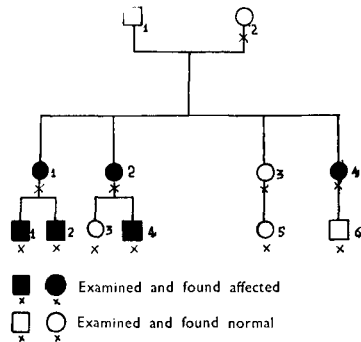 1 2
1 2 3 4
1 2 3 4 5 6
Examined and found affected
Examined and found normal